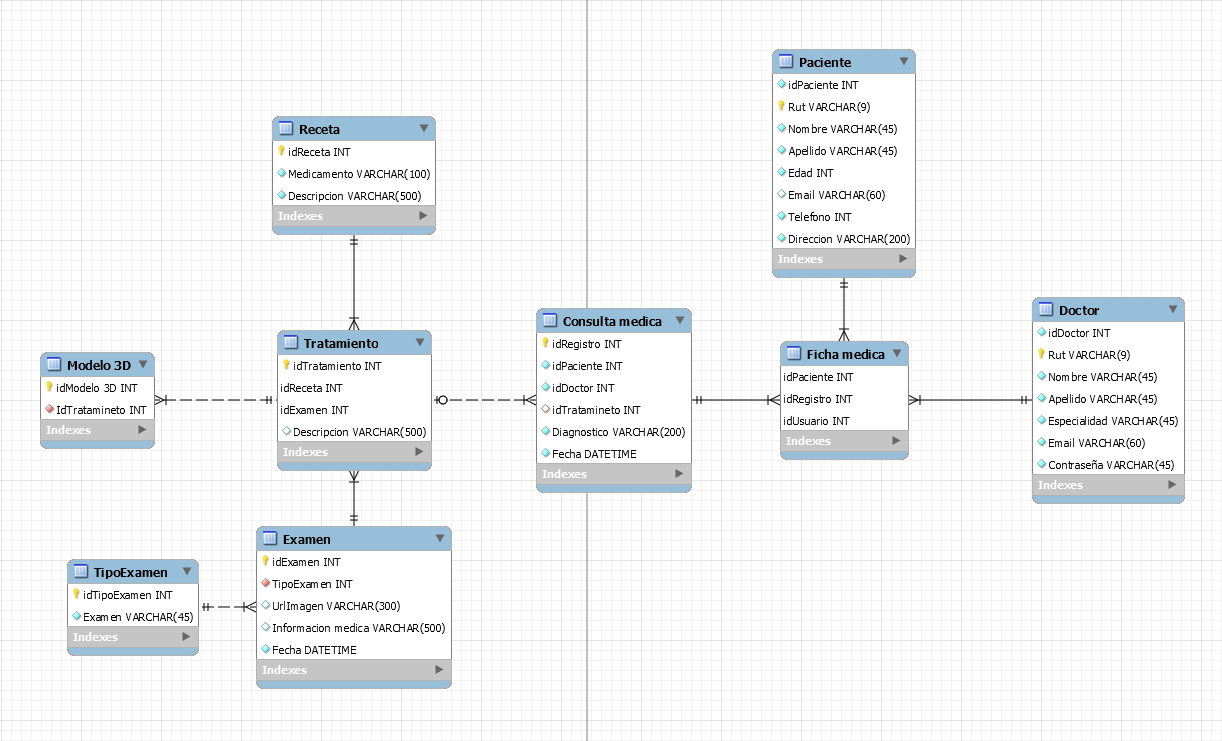 Paciente
idPaciente INT
Rut VARCHAR(9)
Nombre VARCHAR(45)
Apellido VARCHAR(45)
Edad INT
Email VARCHAR(60)
Telefono INT
Direccion VARCHAR(200)
Indexes
Receta
idReceta INT
Medicamento VARCHAR(100)
Descripcion VARCHAR(500)
Indexes
Doctor
idDoctor INT
Rut VARCHAR(9)
Nombre VARCHAR(45)
Apellido VARCHAR(45)
Especialidad VARCHAR(45)
Email VARCHAR(60)
Contraseña VARCHAR(45)
Indexes
Consulta medica
idRegistro INT
idPaciente INT
idDoctor INT
idTratamineto INT
Diagnostico VARCHAR(200)
Fecha DATETIME
Indexes
Tratamiento
idTratamiento INT
idReceta INT
idExamen INT
Descripcion VARCHAR(500)
Indexes
Ficha medica
idPaciente INT
idRegistro INT
idUsuario INT
Indexes
Modelo 3D
idModelo 3D INT
IdTratamineto INT
Indexes
Examen
idExamen INT
TipoExamen INT
UrlImagen VARCHAR(300)
Informacion medica VARCHAR(500)
Fecha DATETIME
Indexes
TipoExamen
idTipoExamen INT
Examen VARCHAR(45)
Indexes